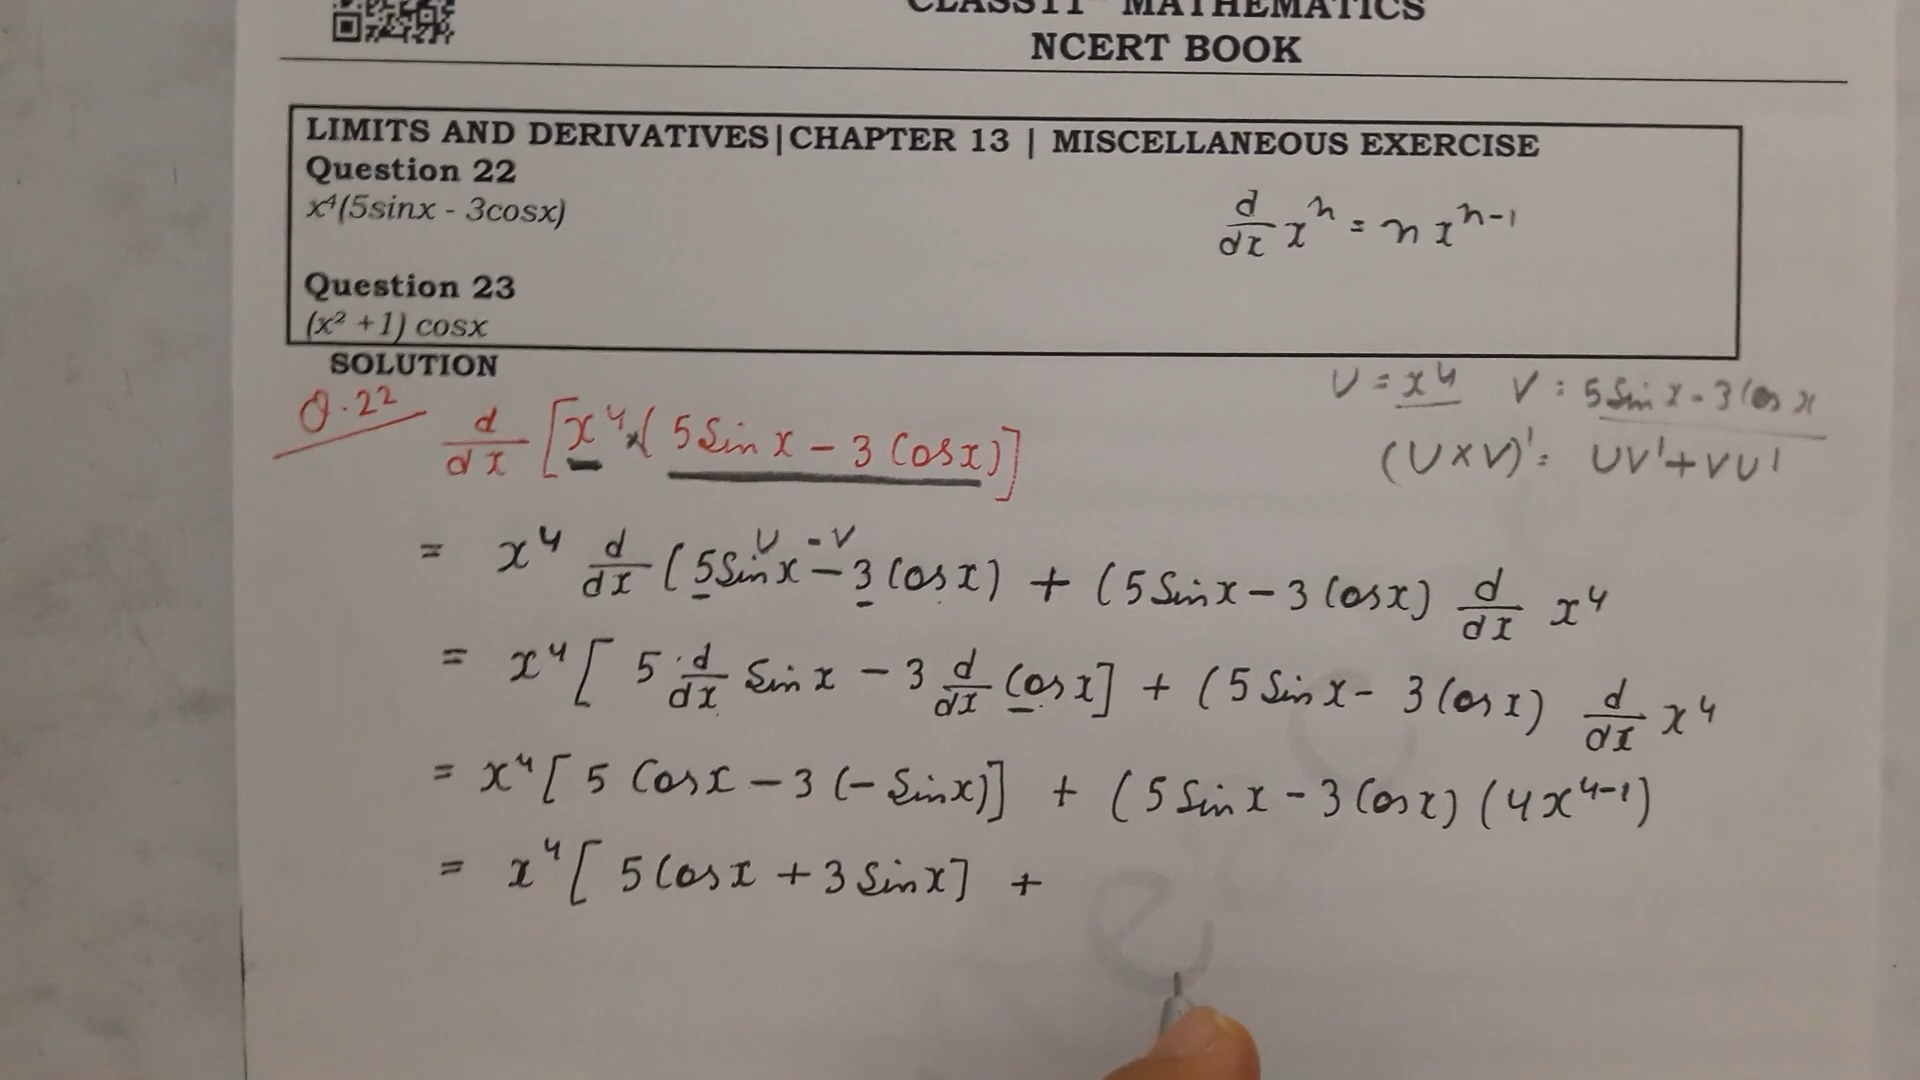 CLASS11 MATHEMATICS
NCERT BOOK
LIMITS AND DERIVATIVES|CHAPTER 13 | MISCELLANEOUS EXERCISE
Question 22
x⁴(5sinx - 3cosx)
d/dx xⁿ = n xⁿ⁻¹
Question 23
(x² +1) cosx
SOLUTION
U = x⁴ V = 5 Sin x - 3 Cos x
(U×V)' = UV' + VU'
Q.22
d/dx [x⁴ × (5 Sin x - 3 Cos x)]
U - V
= x⁴ d/dx (5 Sin x - 3 Cos x) + (5 Sin x - 3 Cos x) d/dx x⁴
= x⁴ [ 5 d/dx Sin x - 3 d/dx Cos x] + (5 Sin x - 3 Cos x) d/dx x⁴
= x⁴ [ 5 Cos x - 3 (- Sin x)] + (5 Sin x - 3 Cos x) (4x⁴⁻¹)
= x⁴ [ 5 Cos x + 3 Sin x] +